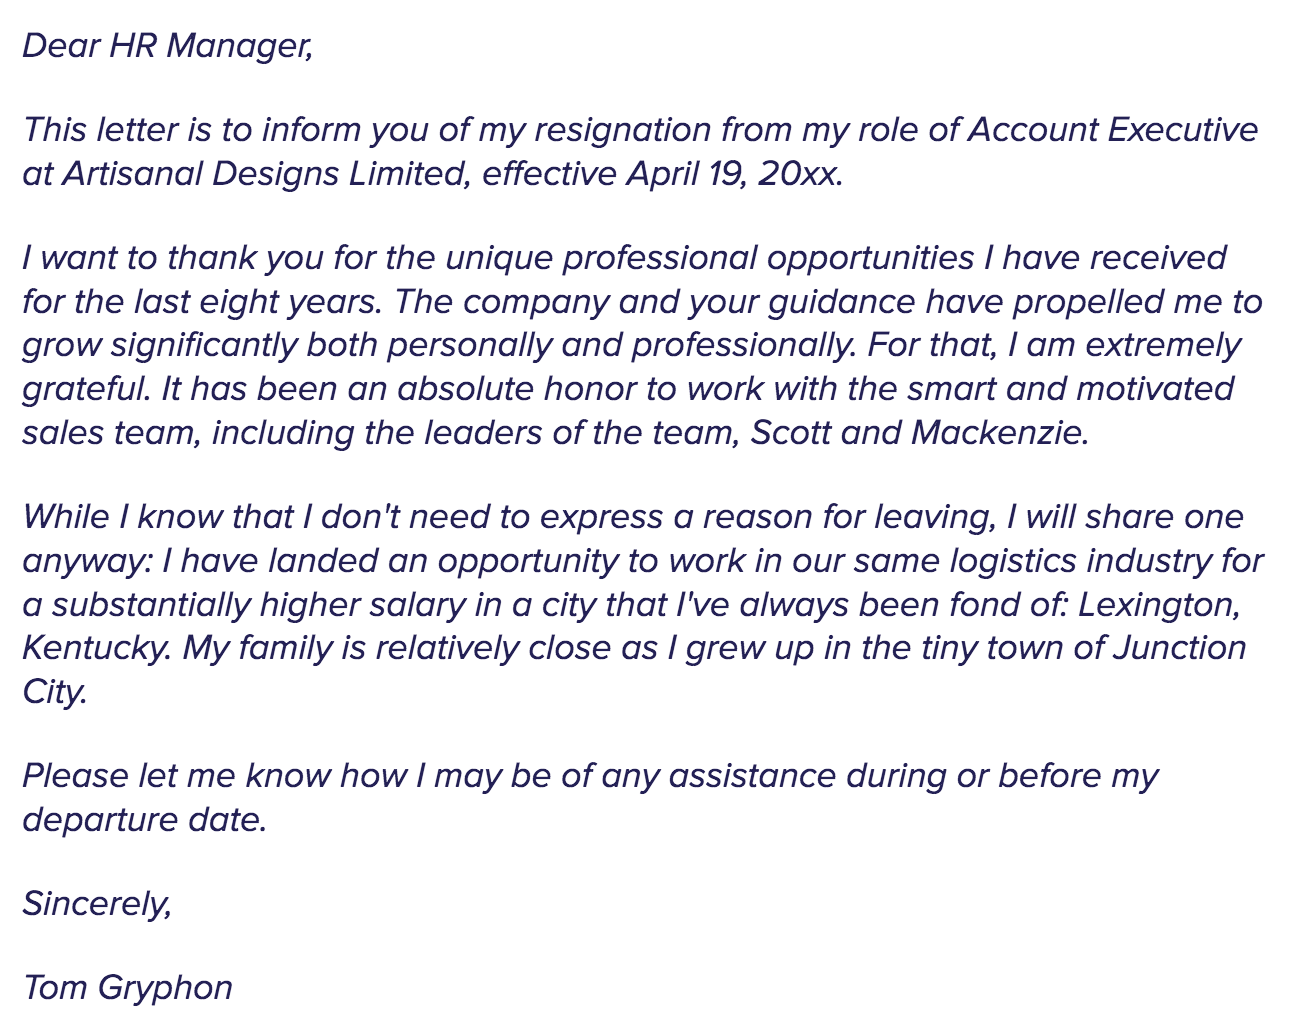 Dear HR Manager,
This letter is to inform you of my resignation from my role of Account Executive
at Artisanal Designs Limited, effective April 19, 20xx.
I want to thank you for the unique professional opportunities I have received
for the last eight years. The company and your guidance have propelled me to
grow significantly both personally and professionally. For that, I am extremely
grateful. It has been an absolute honor to work with the smart and motivated
sales team, including the leaders of the team, Scott and Mackenzie.
While I know that I don't need to express a reason for leaving, I will share one
anyway: I have landed an opportunity to work in our same logistics industry for
a substantially higher salary in a city that I've always been fond of: Lexington,
Kentucky. My family is relatively close as I grew up in the tiny town of Junction
City.
Please let me know how I may be of any assistance during or before my
departure date.
Sincerely,
Tom Gryphon